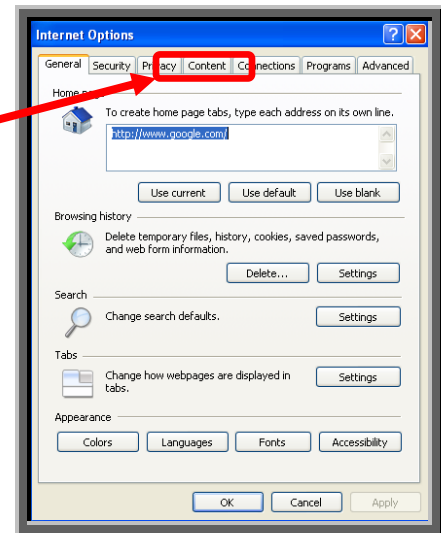 Internet Options
General Security Privacy Content Connections Programs Advanced
Home page
To create home page tabs, type each address on its own line.
http://www.google.com/
Use current Use default Use blank
Browsing history
Delete temporary files, history, cookies, saved passwords,
and web form information.
Delete... Settings
Search
Change search defaults. Settings
Tabs
Change how webpages are displayed in
tabs. Settings
Appearance
Colors Languages Fonts Accessibility
OK Cancel Apply